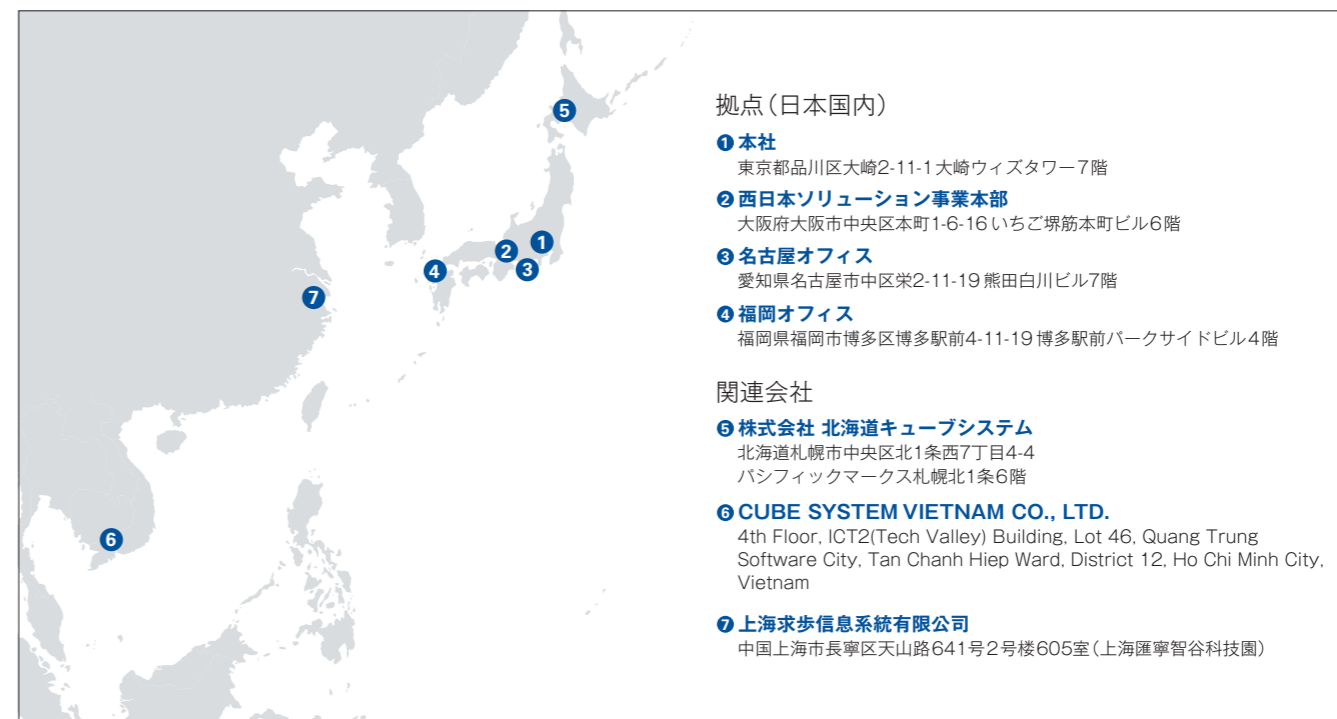 拠点（日本国内）
❶本社
東京都品川区大崎2-11-1大崎ウィズタワー7階
❷西日本ソリューション事業本部
大阪府大阪市中央区本町1-6-16いちご堺筋本町ビル6階
❸名古屋オフィス
愛知県名古屋市中区栄2-11-19熊田白川ビル7階
❹福岡オフィス
福岡県福岡市博多区博多駅前4-11-19博多駅前パークサイドビル4階
関連会社
❺株式会社 北海道キューブシステム
北海道札幌市中央区北1条西7丁目4-4
パシフィックマークス札幌北1条6階
❻CUBE SYSTEM VIETNAM CO., LTD.
4th Floor, ICT2(Tech Valley) Building, Lot 46, Quang Trung
Software City, Tan Chanh Hiep Ward, District 12, Ho Chi Minh City,
Vietnam
❼上海求歩信息系統有限公司
中国上海市長寧区天山路641号2号楼605室（上海匯寧智谷科技園）
❺
❶
❷
❸
❹
❼
❻